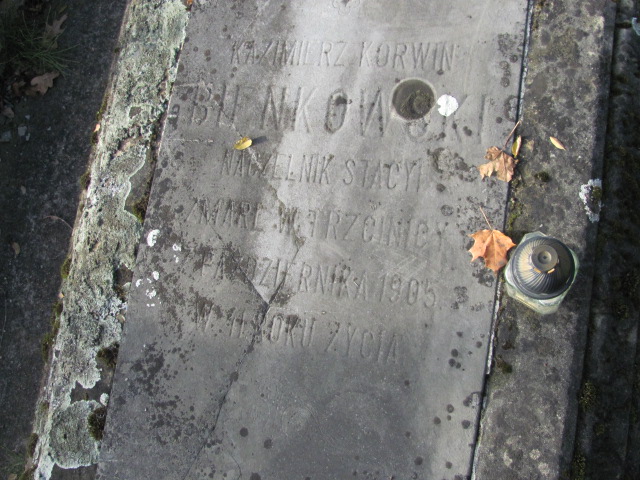 KAZIMIERZ KORWIN
BIENKOWSKI
NACZELNIK STACYI
ZMARŁ W TRZCINICY
PAŹDZIERNIKA 1905
W ROKU ŻYCIA